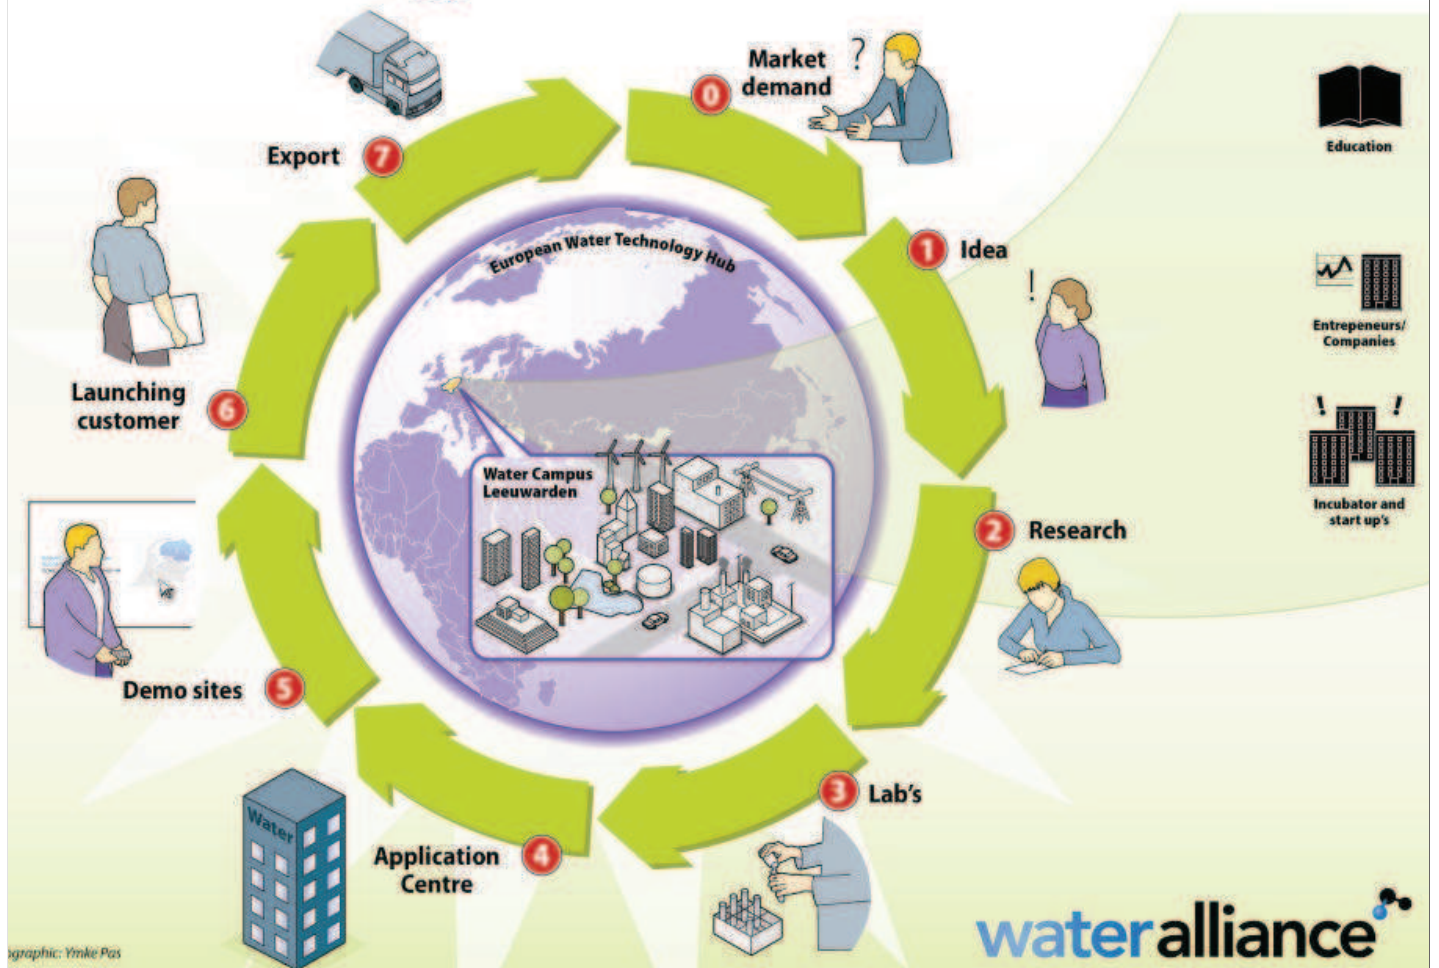 0
Market
demand
?
7
Export
Education
European Water Technology Hub
1
Idea
!
Entrepeneurs/
Companies
6
Launching
customer
! !
Incubator and
start up's
Water Campus
Leeuwarden
2
Research
5
Demo sites
3
Lab's
4
Application
Centre
Water
wateralliance
ographic: Ymke Pas